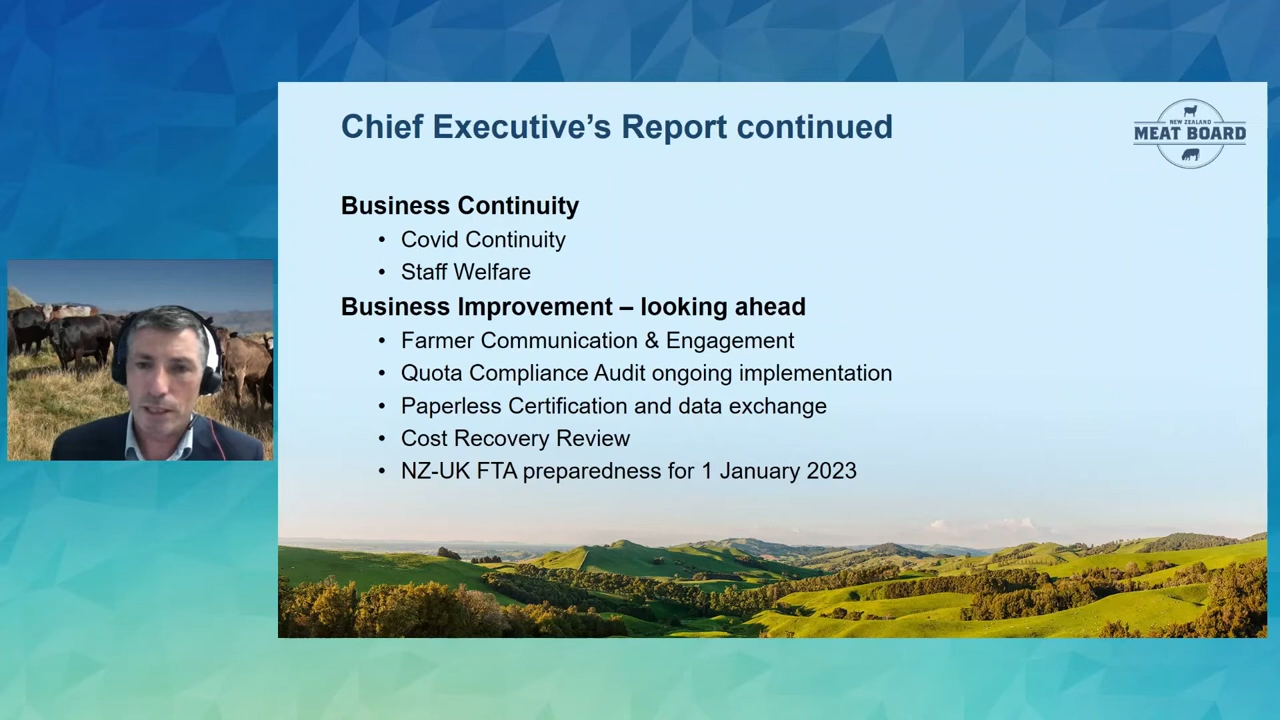 Chief Executive’s Report continued
NEW ZEALAND
MEAT BOARD
Business Continuity
• Covid Continuity
• Staff Welfare
Business Improvement – looking ahead
• Farmer Communication & Engagement
• Quota Compliance Audit ongoing implementation
• Paperless Certification and data exchange
• Cost Recovery Review
• NZ-UK FTA preparedness for 1 January 2023